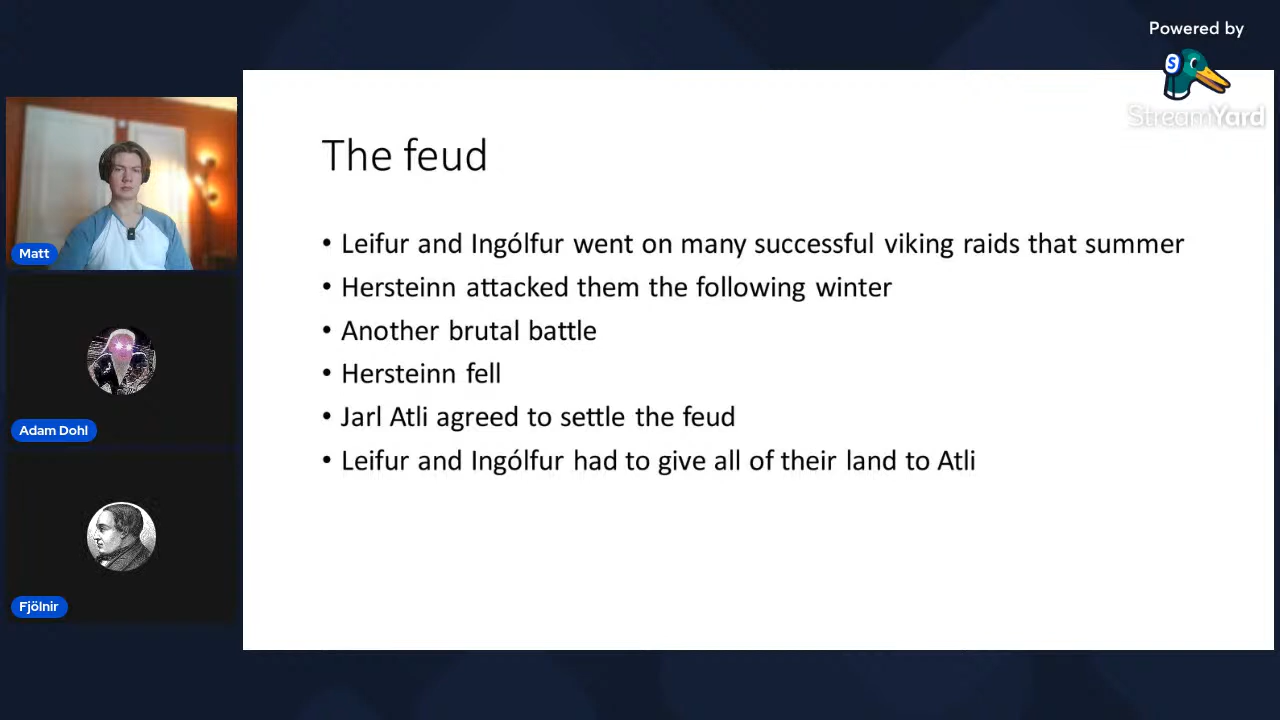 Powered by
StreamYard
The feud
• Leifur and Ingólfur went on many successful viking raids that summer
• Hersteinn attacked them the following winter
• Another brutal battle
• Hersteinn fell
• Jarl Atli agreed to settle the feud
• Leifur and Ingólfur had to give all of their land to Atli
Matt
Adam Dohl
Fjölnir